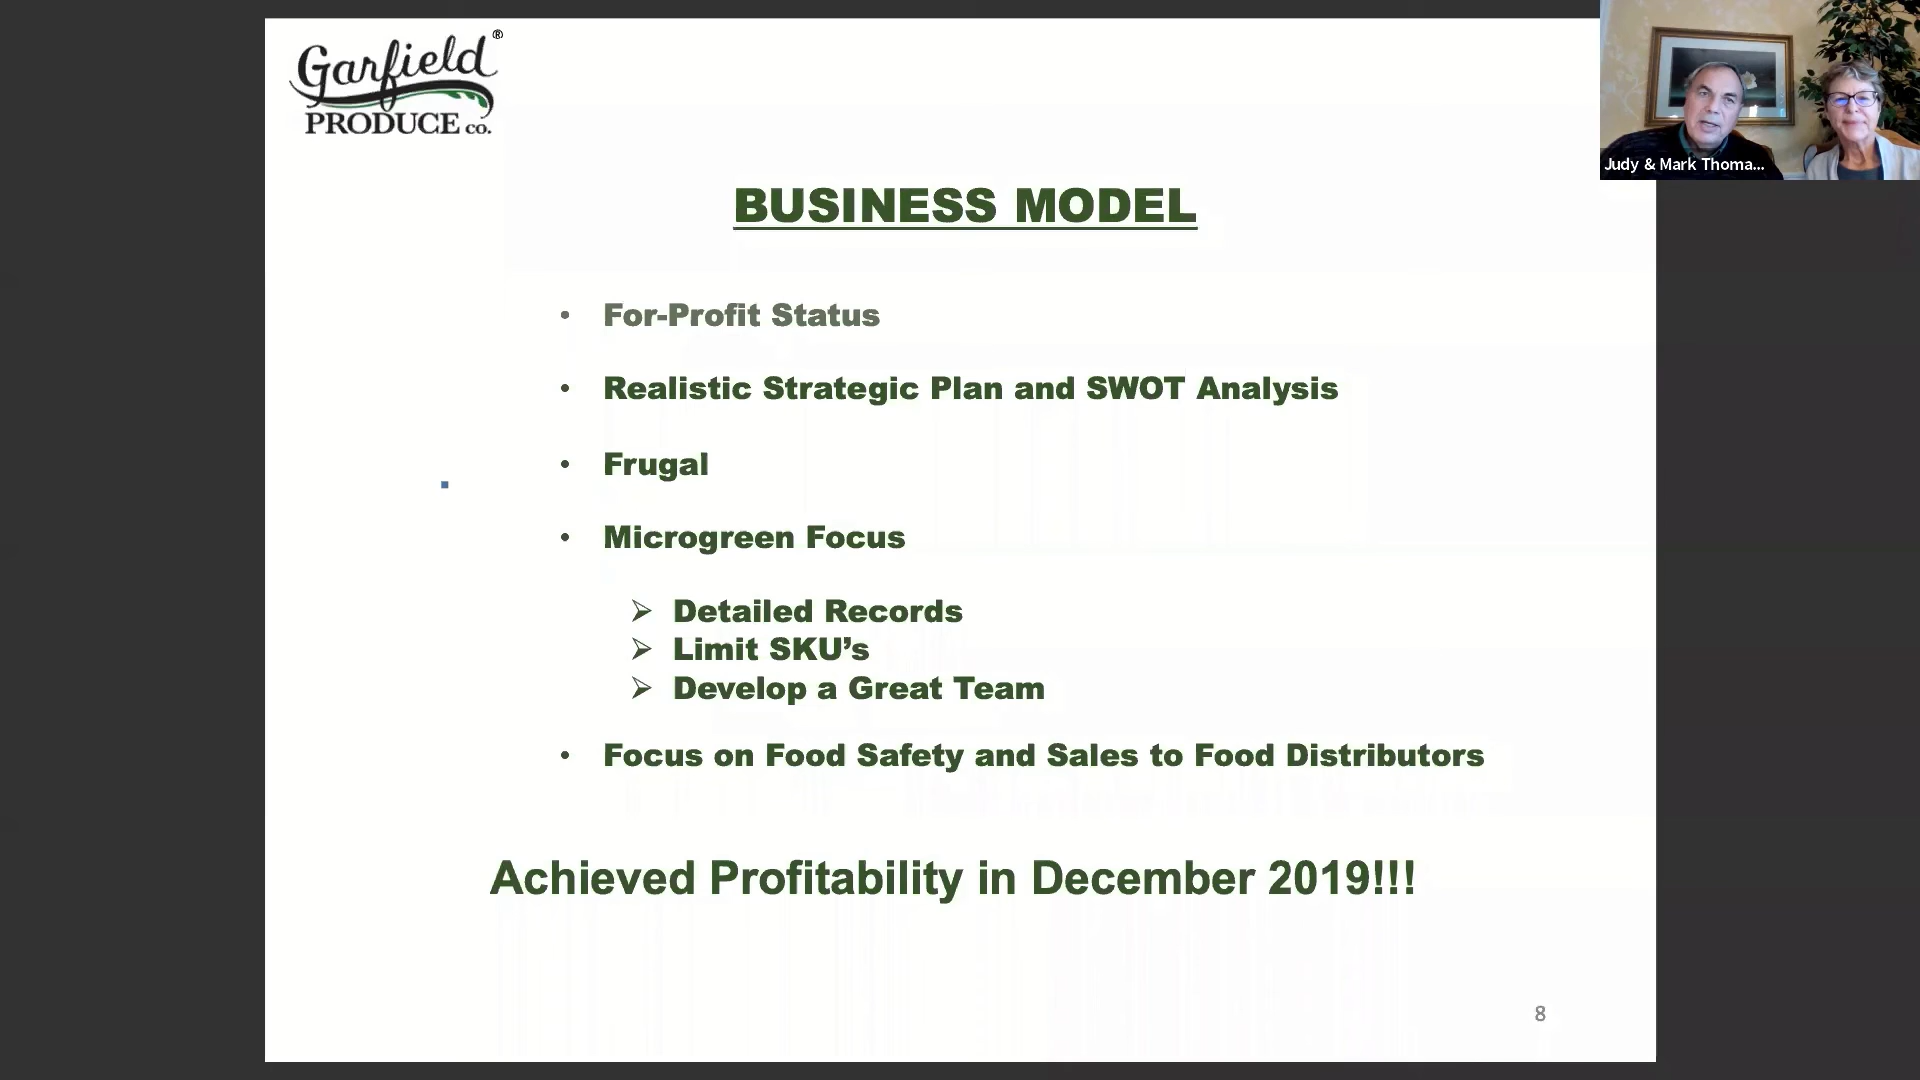 Garfield®
PRODUCE CO.
Judy & Mark Thoma...
BUSINESS MODEL
• For-Profit Status
• Realistic Strategic Plan and SWOT Analysis
• Frugal
• Microgreen Focus
➢ Detailed Records
➢ Limit SKU’s
➢ Develop a Great Team
• Focus on Food Safety and Sales to Food Distributors
Achieved Profitability in December 2019!!!
8